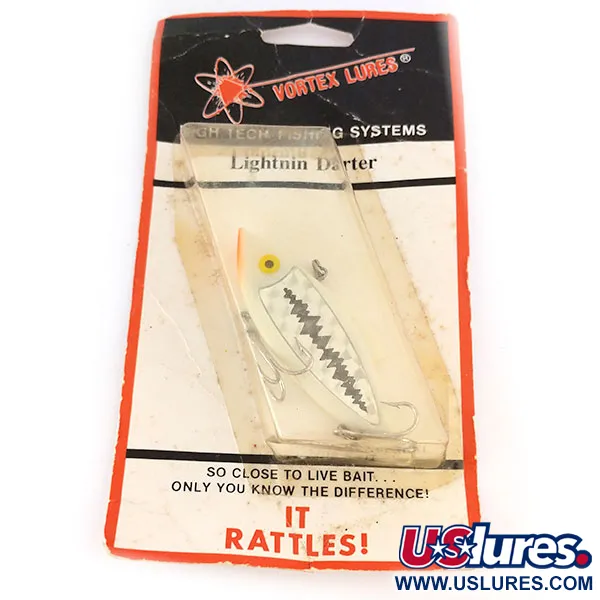 VORTEX LURES®
HIGH TECH FISHING SYSTEMS
Lightnin Darter
SO CLOSE TO LIVE BAIT...
ONLY YOU KNOW THE DIFFERENCE!
IT
RATTLES!
USlures.
WWW.USLURES.COM